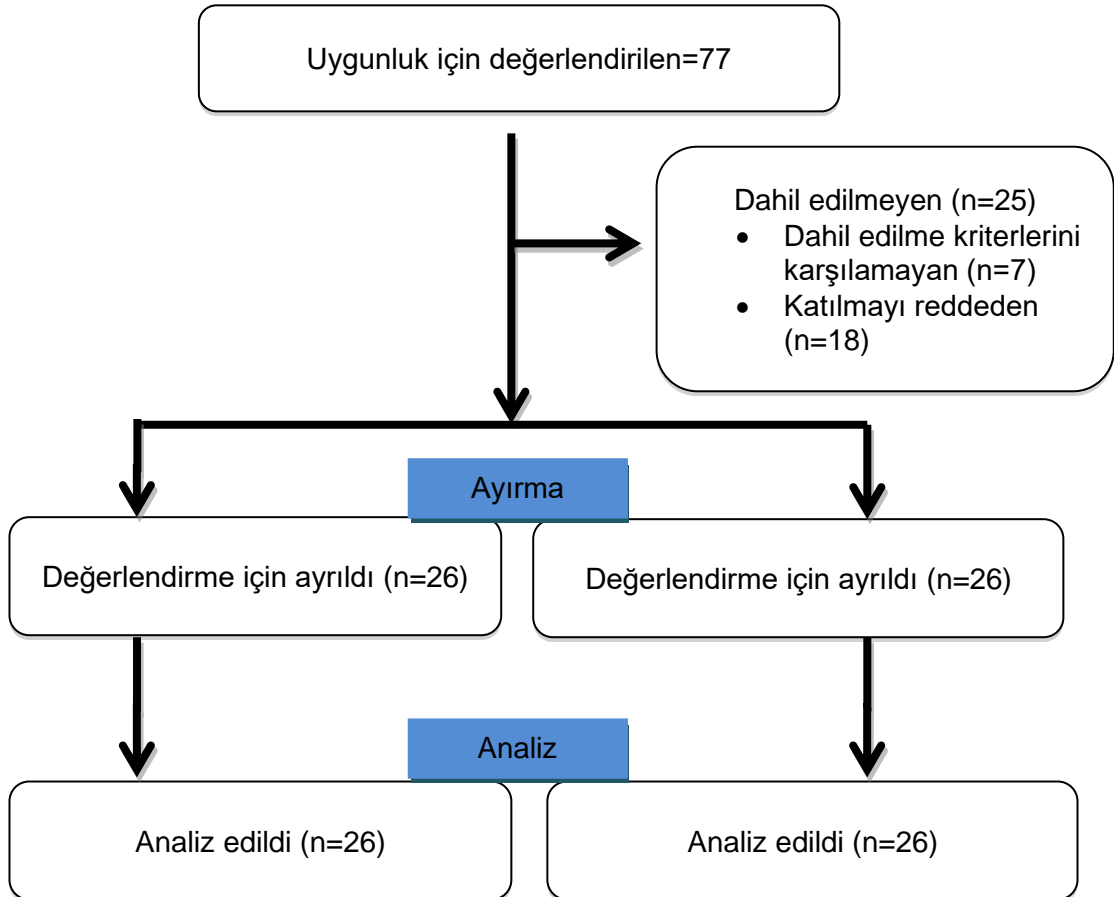 Uygunluk için değerlendirilen=77
Dahil edilmeyen (n=25)
• Dahil edilme kriterlerini
karşılamayan (n=7)
• Katılmayı reddeden
(n=18)
Ayırma
Değerlendirme için ayrıldı (n=26)
Değerlendirme için ayrıldı (n=26)
Analiz
Analiz edildi (n=26)
Analiz edildi (n=26)